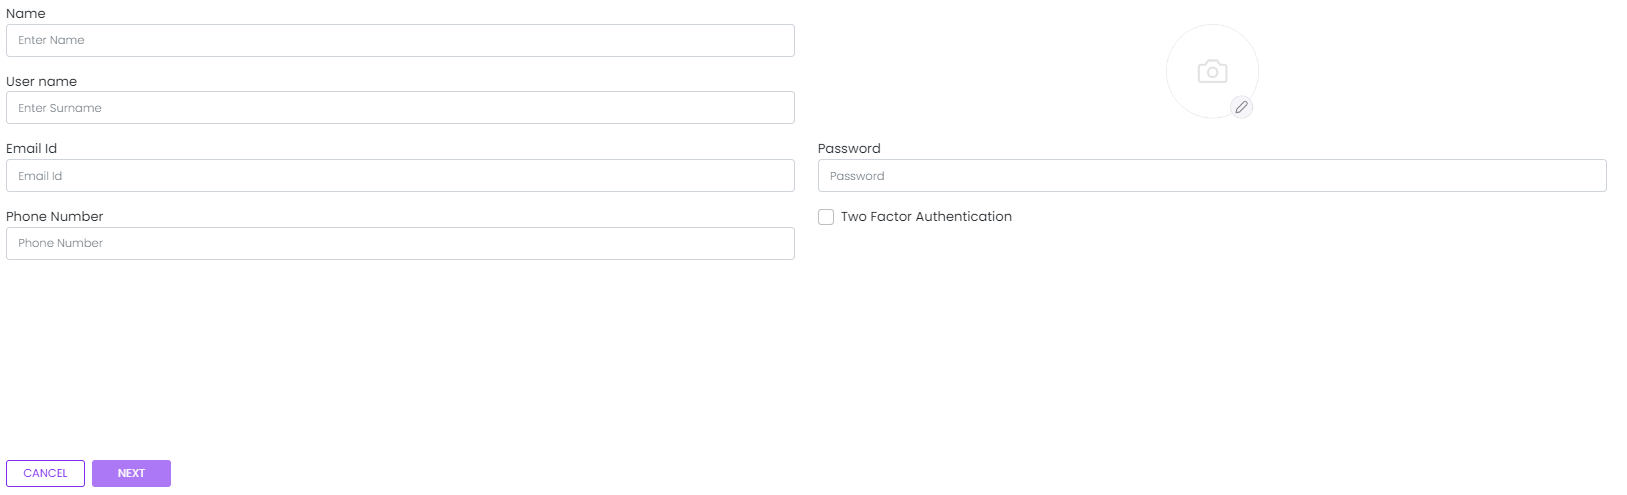 Name
Enter Name
User name
Enter Surname
Email Id
Email Id
Password
Password
Phone Number
Phone Number
Two Factor Authentication
CANCEL
NEXT